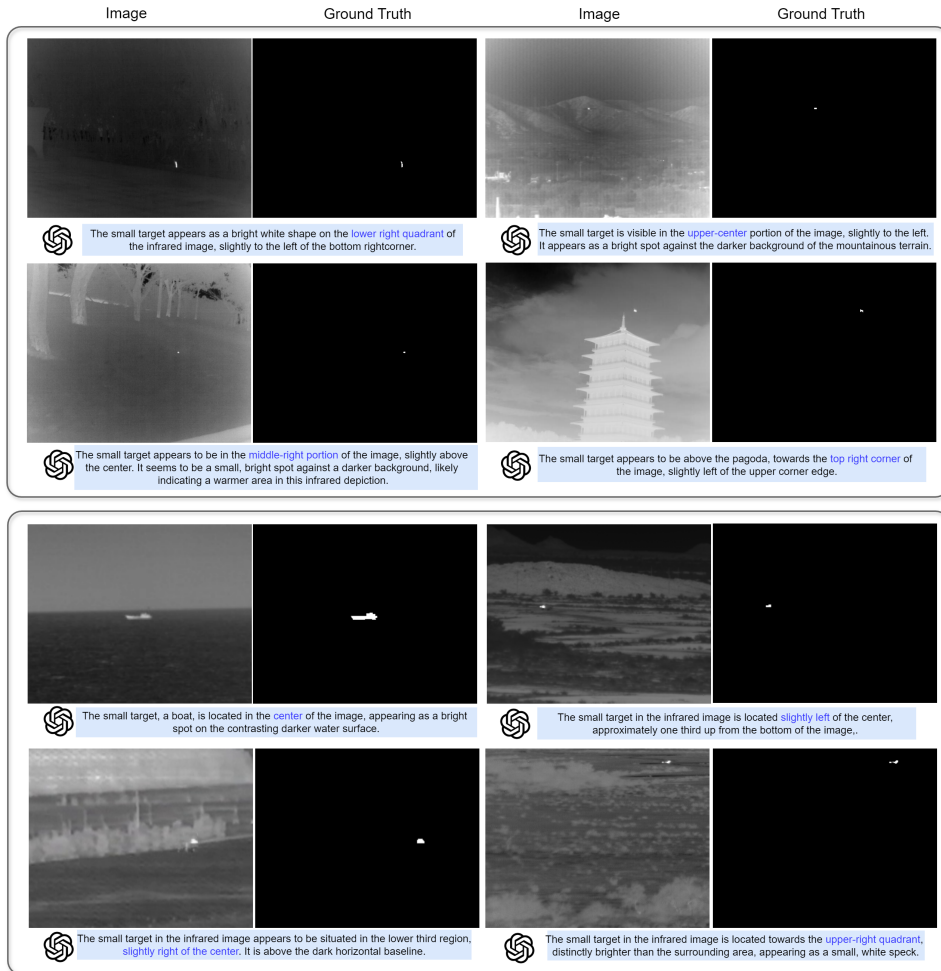 Image
Ground Truth
Image
Ground Truth
The small target appears as a bright white shape on the lower right quadrant of
the infrared image, slightly to the left of the bottom rightcorner.
The small target is visible in the upper-center portion of the image, slightly to the left.
It appears as a bright spot against the darker background of the mountainous terrain.
The small target appears to be in the middle-right portion of the image, slightly above
the center. It seems to be a small, bright spot against a darker background, likely
indicating a warmer area in this infrared depiction.
The small target appears to be above the pagoda, towards the top right corner of
the image, slightly left of the upper corner edge.
The small target, a boat, is located in the center of the image, appearing as a bright
spot on the contrasting darker water surface.
The small target in the infrared image is located slightly left of the center,
approximately one third up from the bottom of the image,.
The small target in the infrared image appears to be situated in the lower third region,
slightly right of the center. It is above the dark horizontal baseline.
The small target in the infrared image is located towards the upper-right quadrant,
distinctly brighter than the surrounding area, appearing as a small, white speck.